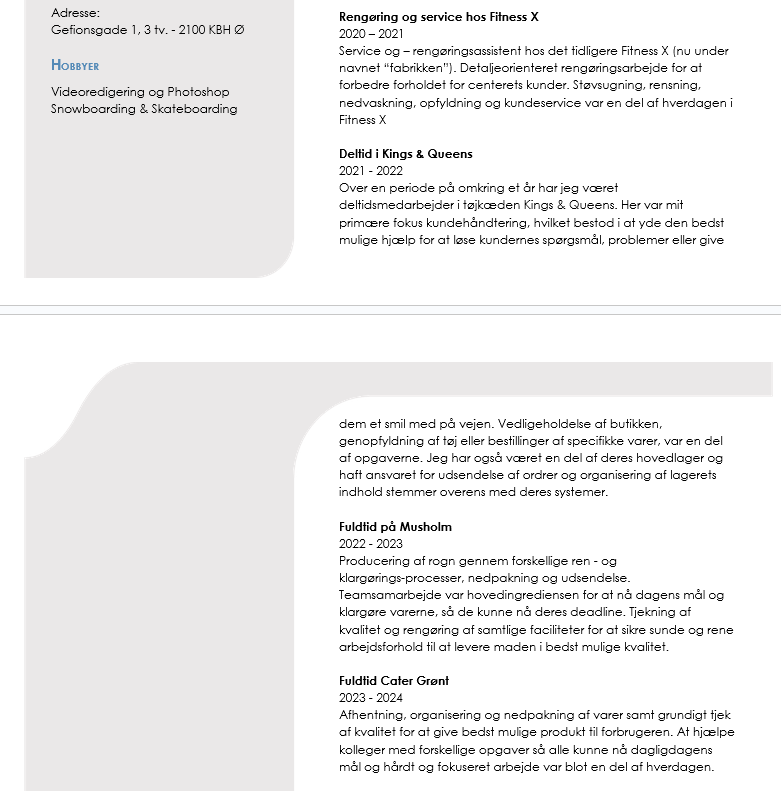 Adresse:
Gefionsgade 1, 3 tv. - 2100 KBH Ø
Hobbyer
Videoredigering og Photoshop
Snowboarding & Skateboarding
Rengøring og service hos Fitness X
2020 – 2021
Service og – rengøringsassistent hos det tidligere Fitness X (nu under
navnet “fabrikken”). Detaljeorienteret rengøringsarbejde for at
forbedre forholdet for centerets kunder. Støvsugning, rensning,
nedvaskning, opfyldning og kundeservice var en del af hverdagen i
Fitness X
Deltid i Kings & Queens
2021 - 2022
Over en periode på omkring et år har jeg været
deltidsmedarbejder i tøjkæden Kings & Queens. Her var mit
primære fokus kundehåndtering, hvilket bestod i at yde den bedst
mulige hjælp for at løse kundernes spørgsmål, problemer eller give
dem et smil med på vejen. Vedligeholdelse af butikken,
genopfyldning af tøj eller bestillinger af specifikke varer, var en del
af opgaverne. Jeg har også været en del af deres hovedlager og
haft ansvaret for udsendelse af ordrer og organisering af lagerets
indhold stemmer overens med deres systemer.
Fuldtid på Musholm
2022 - 2023
Producering af rogn gennem forskellige ren - og
klargørings-processer, nedpakning og udsendelse.
Teamsamarbejde var hovedingrediensen for at nå dagens mål og
klargøre varerne, så de kunne nå deres deadline. Tjekning af
kvalitet og rengøring af samtlige faciliteter for at sikre sunde og rene
arbejdsforhold til at levere maden i bedst mulige kvalitet.
Fuldtid Cater Grønt
2023 - 2024
Afhentning, organisering og nedpakning af varer samt grundigt tjek
af kvalitet for at give bedst mulige produkt til forbrugeren. At hjælpe
kolleger med forskellige opgaver så alle kunne nå dagligdagens
mål og hårdt og fokuseret arbejde var blot en del af hverdagen.